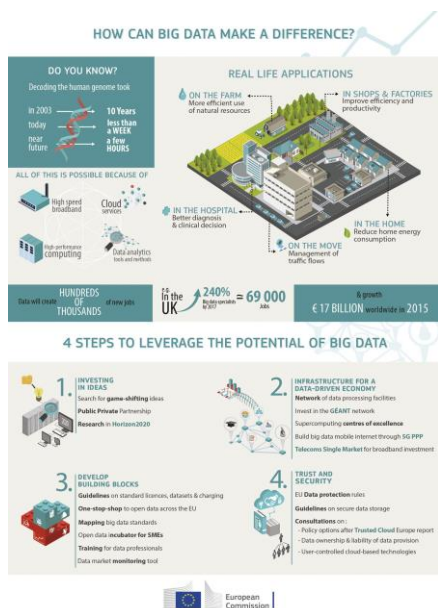 HOW CAN BIG DATA MAKE A DIFFERENCE?
DO YOU KNOW?
Decoding the human genome took
in 2003
10 Years
today
less than
a WEEK
near
future
a few
HOURS
ALL OF THIS IS POSSIBLE BECAUSE OF
High speed
broadband
Cloud
services
High-performance
computing
Data analytics
tools and methods
REAL LIFE APPLICATIONS
ON THE FARM
More efficient use
of natural resources
IN SHOPS & FACTORIES
Improve efficiency and
productivity
IN THE HOSPITAL
Better diagnosis
& clinical decision
IN THE HOME
Reduce home energy
consumption
ON THE MOVE
Management of
traffic flows
Data will create
HUNDREDS
OF
THOUSANDS
of new jobs
e.g.
In the
UK
240%
Big data specialists
by 2017
= 69 000
Jobs
& growth
€ 17 BILLION worldwide in 2015
4 STEPS TO LEVERAGE THE POTENTIAL OF BIG DATA
1.
INVESTING
IN IDEAS
Search for game-shifting ideas
Public Private Partnership
Research in Horizon2020
2.
INFRASTRUCTURE FOR A
DATA-DRIVEN ECONOMY
Network of data processing facilities
Invest in the GÉANT network
Supercomputing centres of excellence
Build big data mobile internet through 5G PPP
Telecoms Single Market for broadband investment
3.
DEVELOP
BUILDING BLOCKS
Guidelines on standard licences, datasets & charging
One-stop-shop to open data across the EU
Mapping big data standards
Open data incubator for SMEs
Training for data professionals
Data market monitoring tool
4.
TRUST AND
SECURITY
EU Data protection rules
Guidelines on secure data storage
Consultations on:
- Policy options after Trusted Cloud Europe report
- Data ownership & liability of data provision
- User-controlled cloud-based technologies
European
Commission